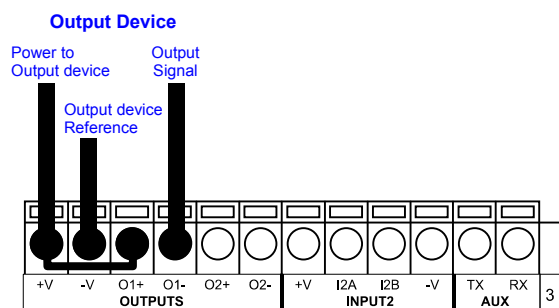 Output Device
Power to
Output device
Output
Signal
Output device
Reference
+V -V O1+ O1- O2+ O2- +V I2A I2B -V TX RX
OUTPUTS INPUT2 AUX 3